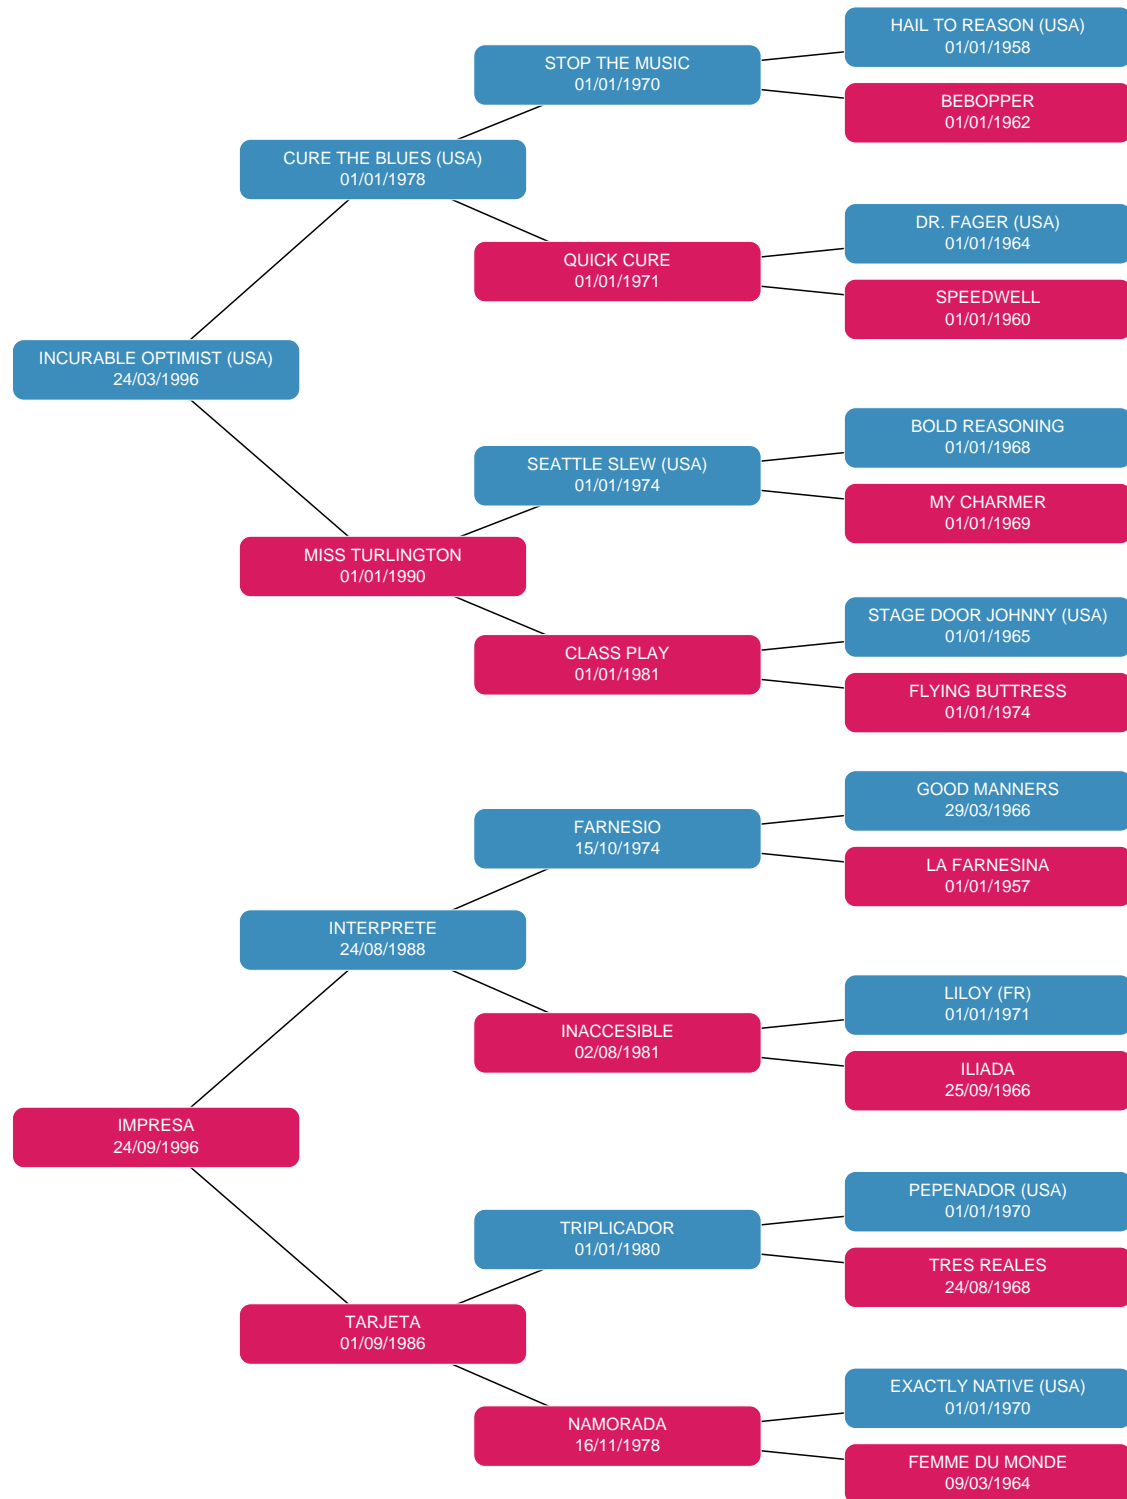 HAIL TO REASON (USA)
01/01/1958
STOP THE MUSIC
01/01/1970
BEBOPPER
01/01/1962
CURE THE BLUES (USA)
01/01/1978
DR. FAGER (USA)
01/01/1964
QUICK CURE
01/01/1971
SPEEDWELL
01/01/1960
INCURABLE OPTIMIST (USA)
24/03/1996
BOLD REASONING
01/01/1968
SEATTLE SLEW (USA)
01/01/1974
MY CHARMER
01/01/1969
MISS TURLINGTON
01/01/1990
STAGE DOOR JOHNNY (USA)
01/01/1965
CLASS PLAY
01/01/1981
FLYING BUTTRESS
01/01/1974
GOOD MANNERS
29/03/1966
FARNESIO
15/10/1974
LA FARNESINA
01/01/1957
INTERPRETE
24/08/1988
LILOY (FR)
01/01/1971
INACCESIBLE
02/08/1981
ILIADA
25/09/1966
IMPRESA
24/09/1996
PEPENADOR (USA)
01/01/1970
TRIPLICADOR
01/01/1980
TRES REALES
24/08/1968
TARJETA
01/09/1986
EXACTLY NATIVE (USA)
01/01/1970
NAMORADA
16/11/1978
FEMME DU MONDE
09/03/1964